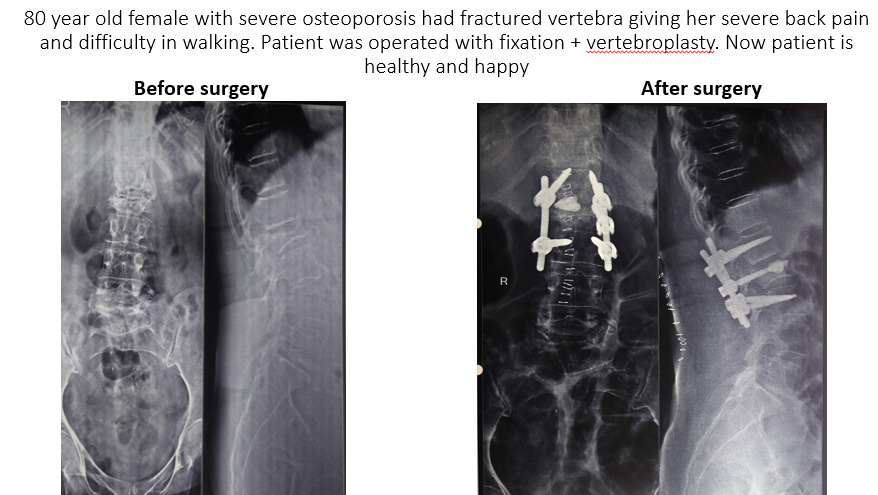 80 year old female with severe osteoporosis had fractured vertebra giving her severe back pain
and difficulty in walking. Patient was operated with fixation + vertebroplasty. Now patient is
healthy and happy
Before surgery
After surgery
R